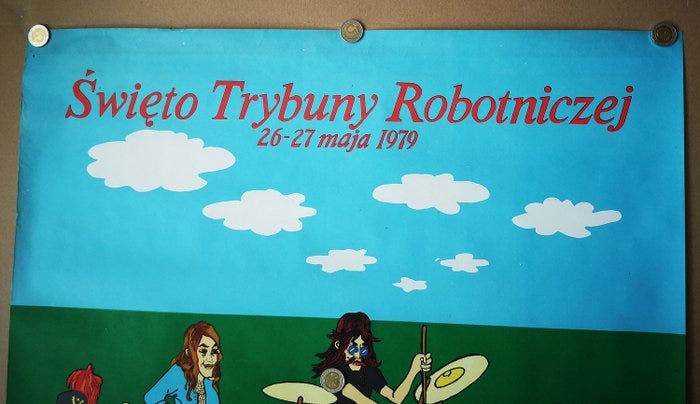 Święto Trybuny Robotniczej
26-27 maja 1979